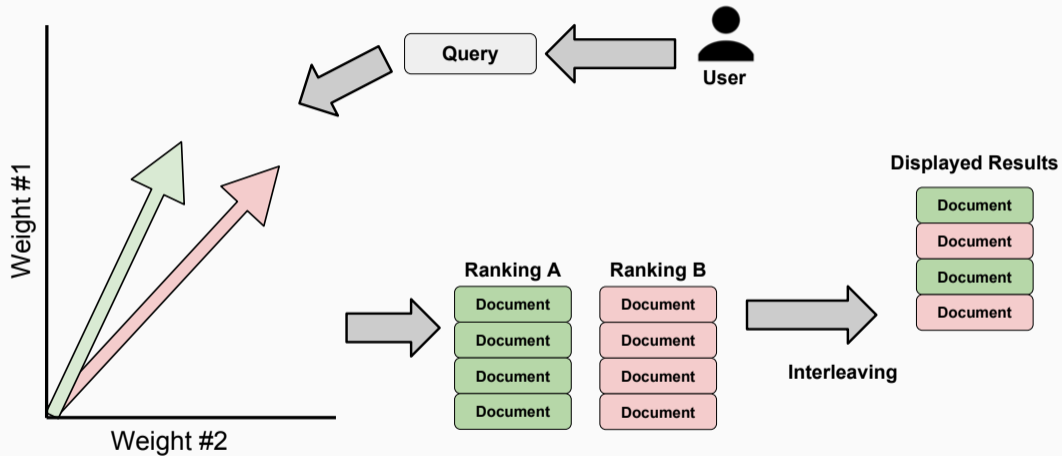 Query
User
Weight #1
Weight #2
Ranking A
Document
Document
Document
Document
Ranking B
Document
Document
Document
Document
Interleaving
Displayed Results
Document
Document
Document
Document